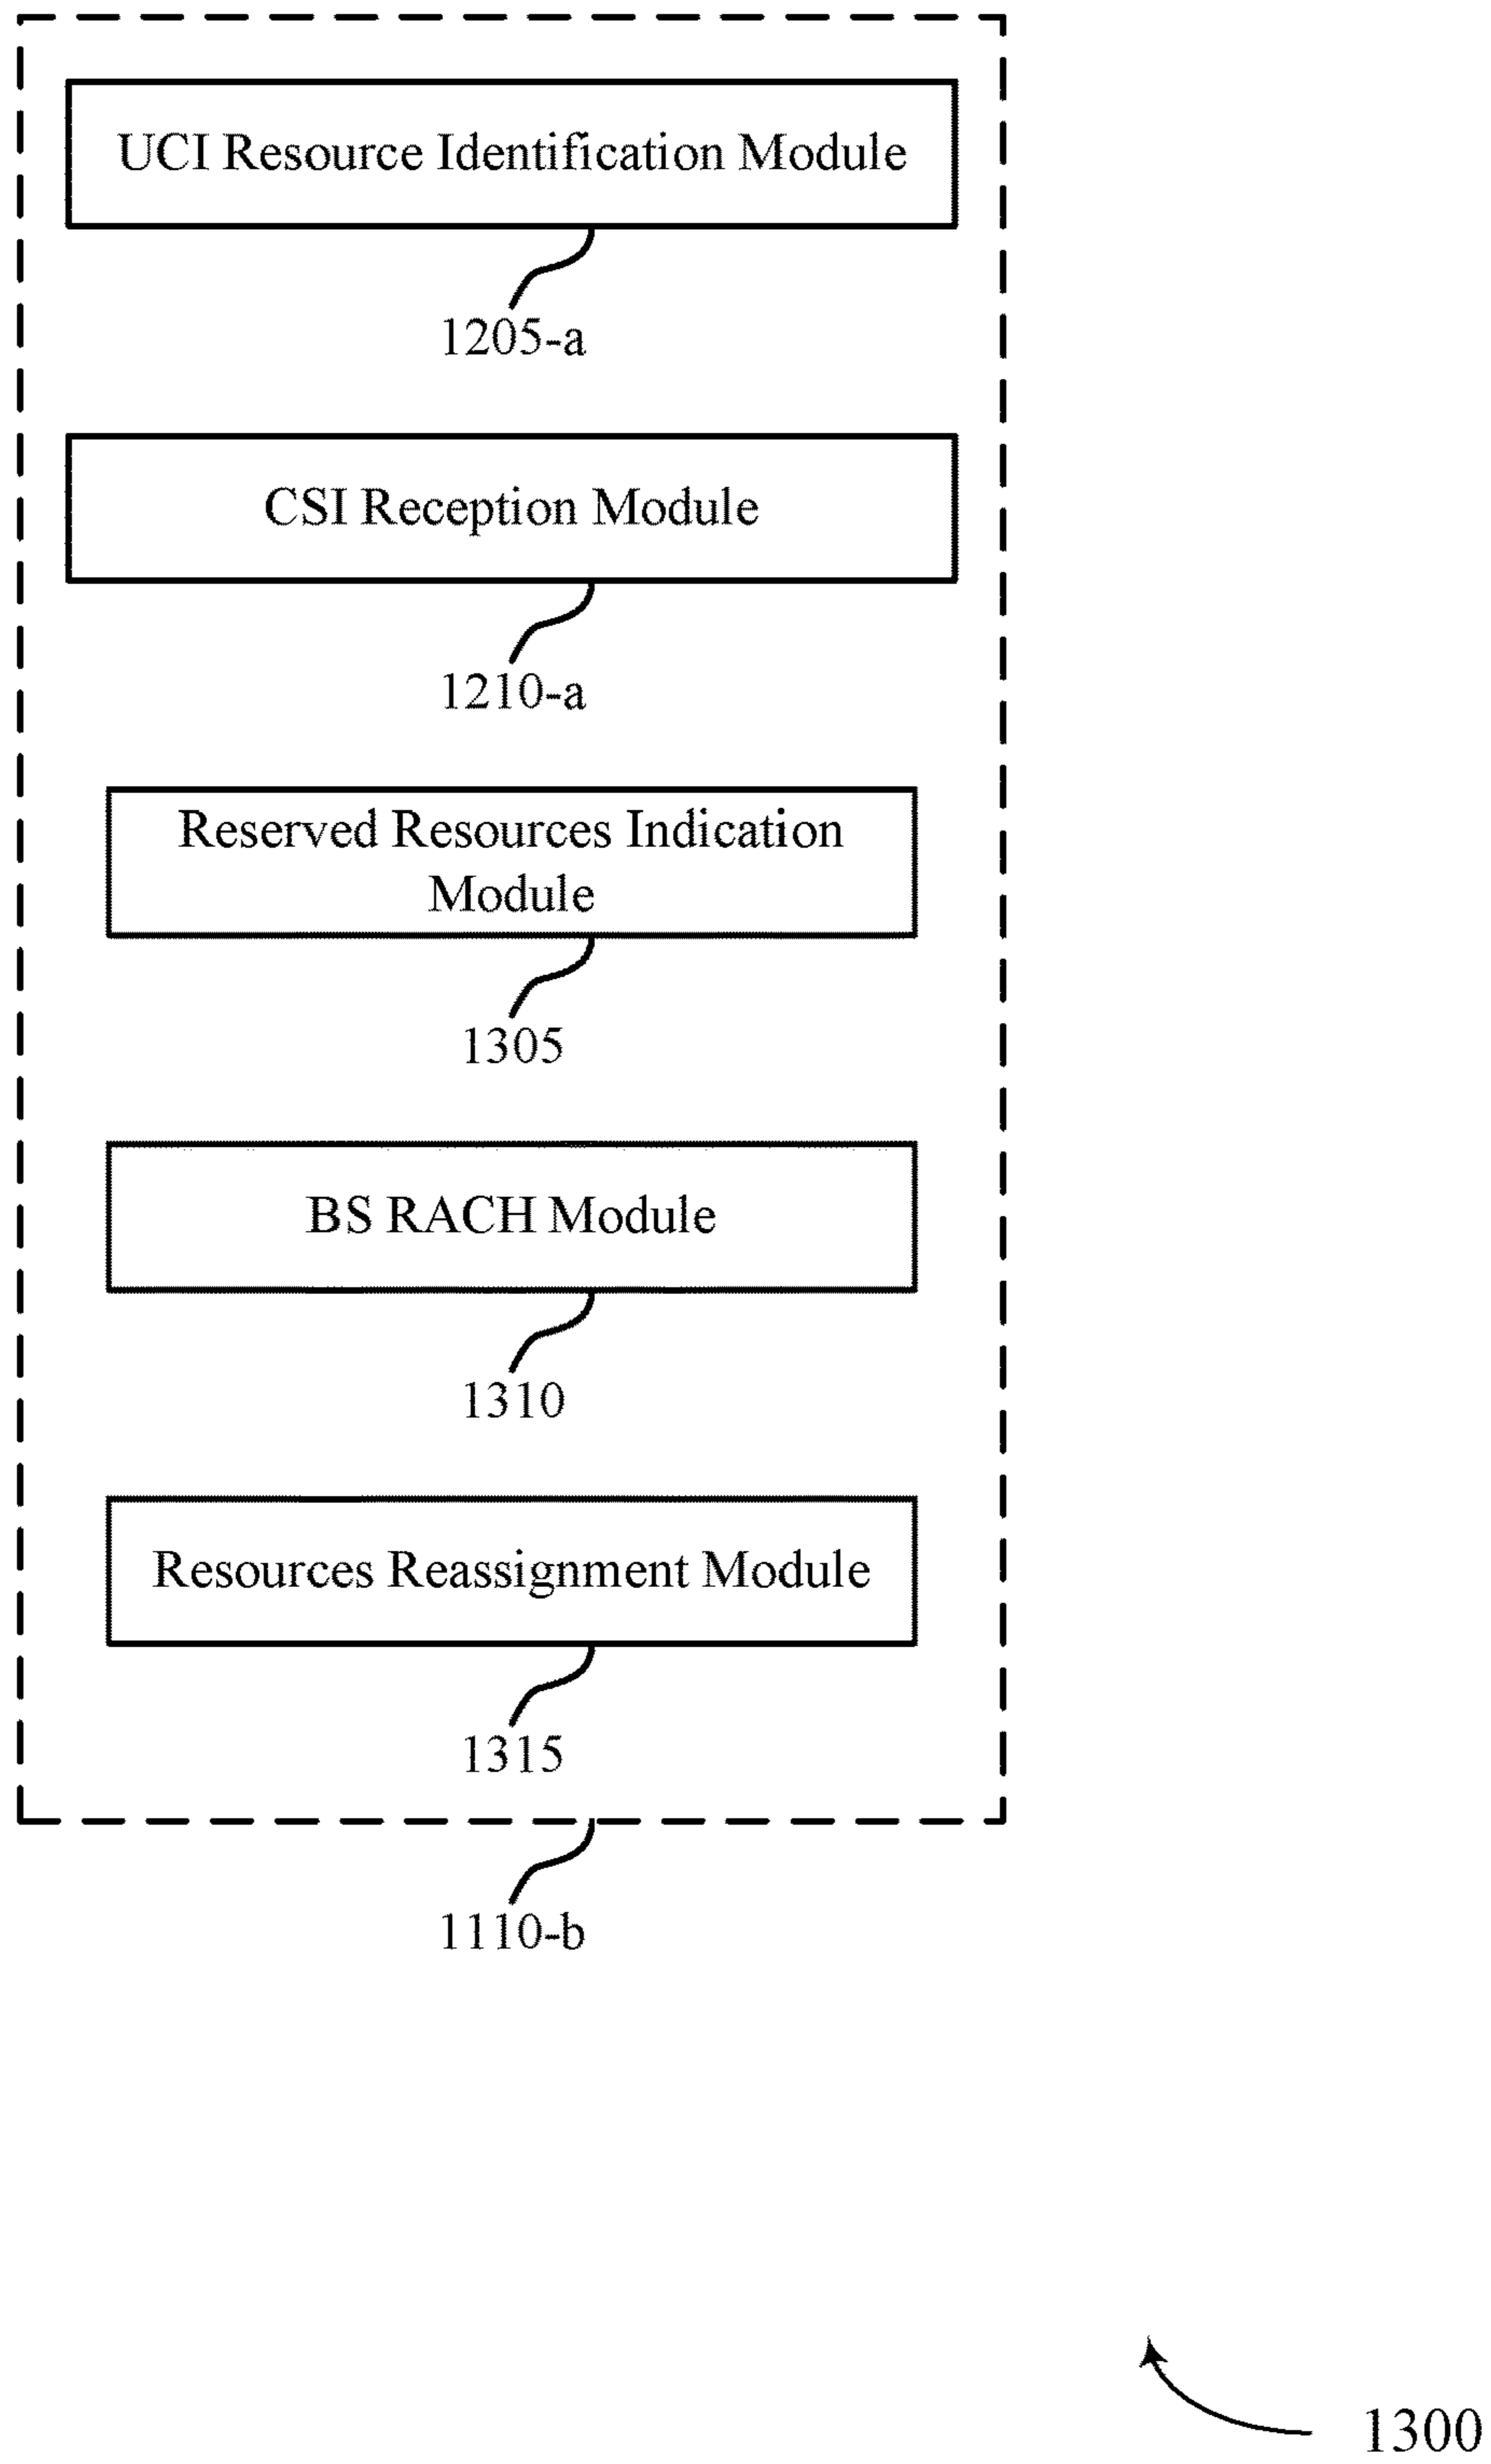 UCI Resource Identification Module
1205-a
CSI Reception Module
1210-a
Reserved Resources Indication
Module
1305
BS RACH Module
1310
Resources Reassignment Module
1315
1110-b
1300